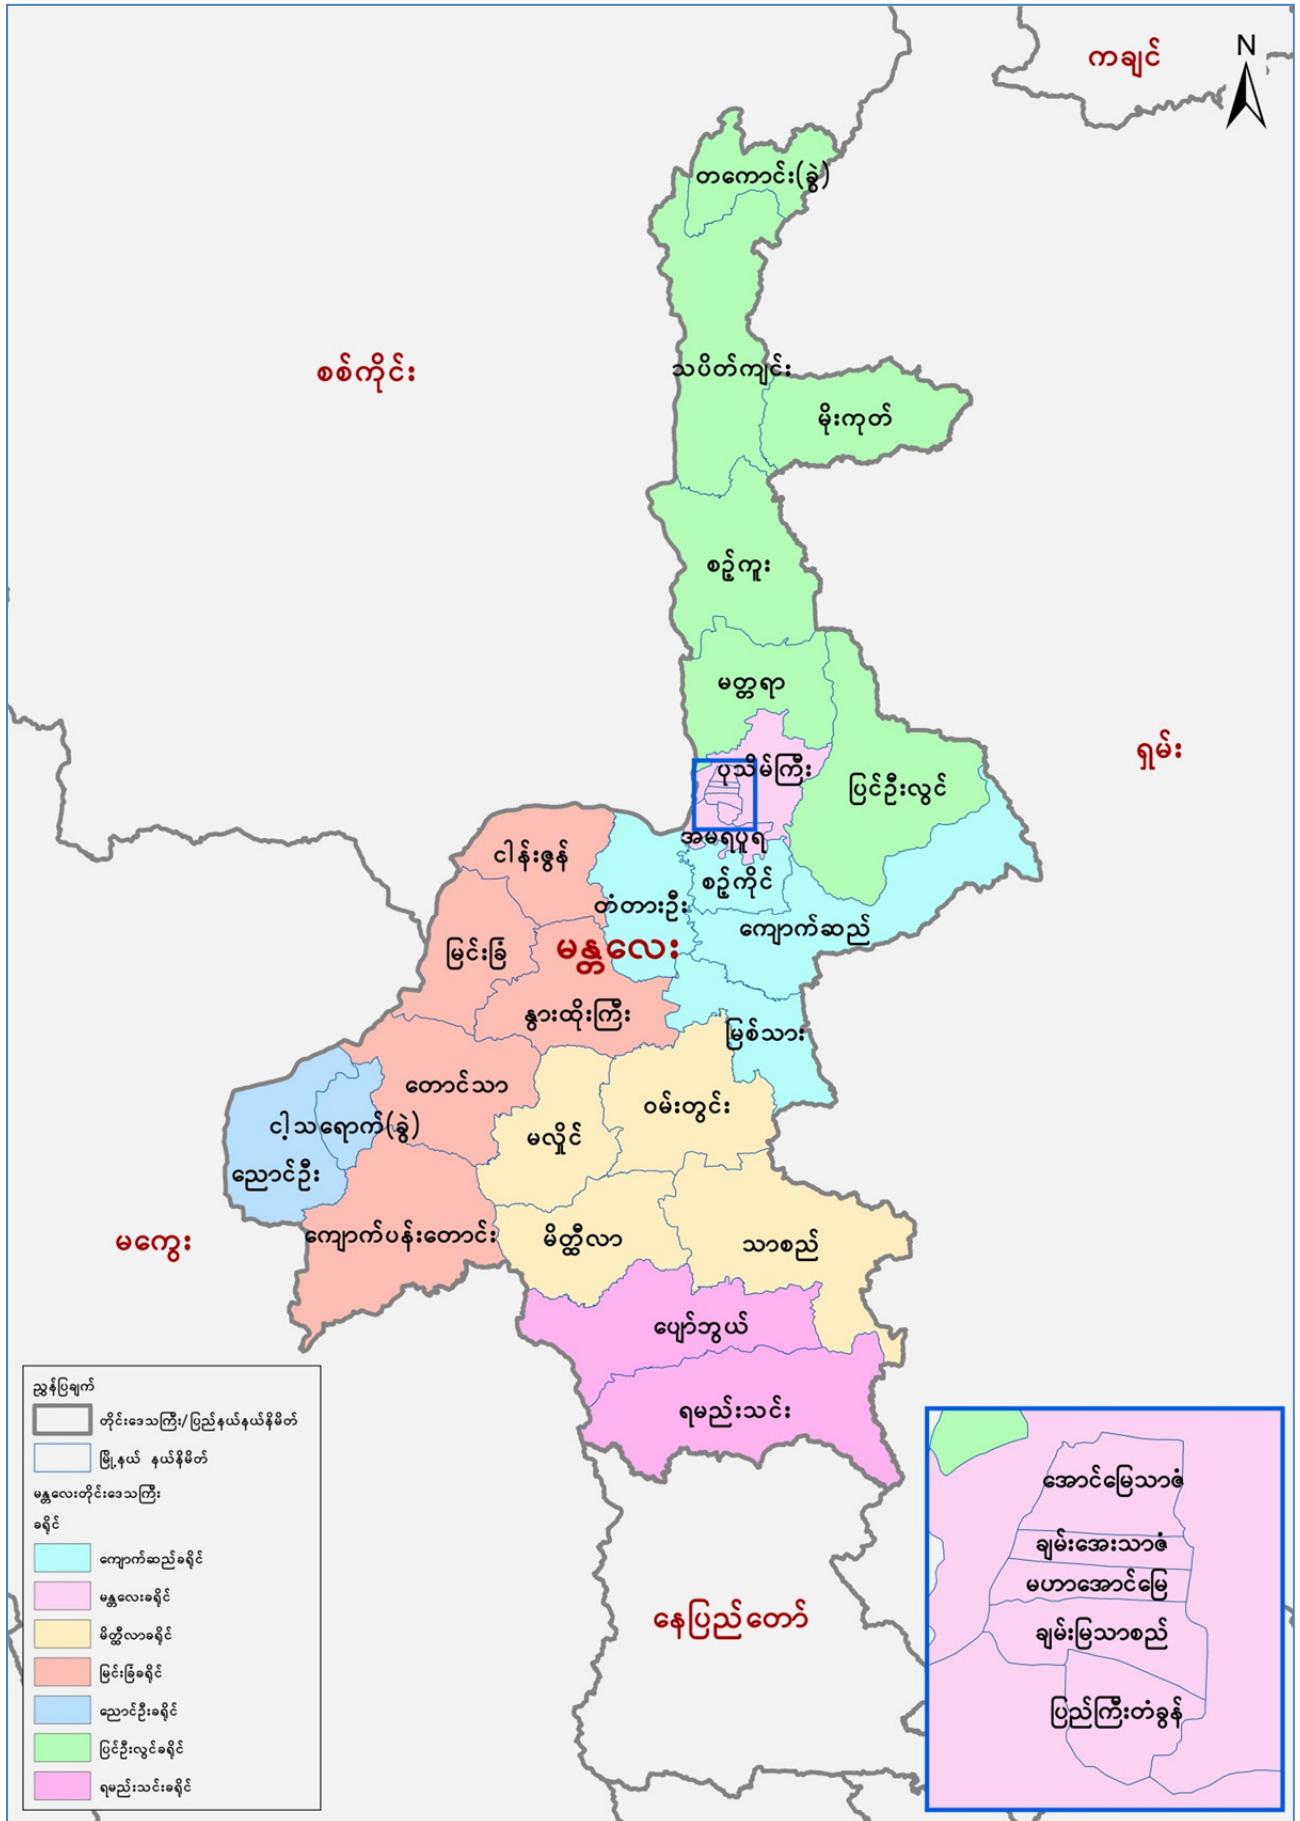 ကချင်
N
တကောင်း(ခွဲ)
စစ်ကိုင်း
သပိတ်ကျင်း
မိုးကုတ်
စဉ့်ကူး
မတ္တရာ
ရှမ်း
ပုသိမ်ကြီး
ပြင်ဦးလွင်
အမရပူရ
ငါန်းဇွန်
စဉ့်ကိုင်
တံတားဦး
ကျောက်ဆည်
မြင်းခြံ
မန္တလေး
နွားထိုးကြီး
မြစ်သား
တောင်သာ
ဝမ်းတွင်း
ငါ့သရောက်(ခွဲ)
မလှိုင်
ညောင်ဦး
မကွေး
ကျောက်ပန်းတောင်း
မိတ္ထီလာ
သာစည်
ပျော်ဘွယ်
ရမည်းသင်း
နေပြည်တော်
ညွှန်ပြချက်
တိုင်းဒေသကြီး/ပြည်နယ်နယ်နိမိတ်
မြို့နယ် နယ်နိမိတ်
မန္တလေးတိုင်းဒေသကြီး
ခရိုင်
ကျောက်ဆည်ခရိုင်
မန္တလေးခရိုင်
မိတ္ထီလာခရိုင်
မြင်းခြံခရိုင်
ညောင်ဦးခရိုင်
ပြင်ဦးလွင်ခရိုင်
ရမည်းသင်းခရိုင်
အောင်မြေသာဇံ
ချမ်းအေးသာဇံ
မဟာအောင်မြေ
ချမ်းမြသာစည်
ပြည်ကြီးတံခွန်